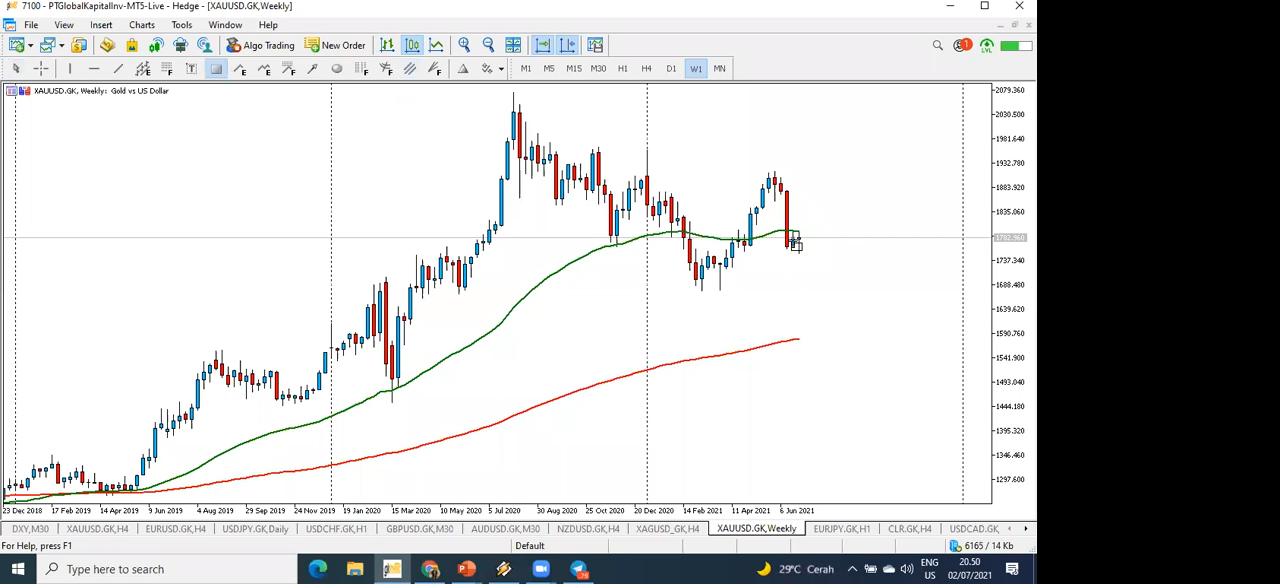 7100 - PTGlobalKapitalInv-MT5-Live - Hedge - [XAUUSD.GK,Weekly]
File View Insert Charts Tools Window Help
Algo Trading New Order 1 LVL
E F T E E F F E F M1 M5 M15 M30 H1 H4 D1 W1 MN
XAUUSD.GK, Weekly: Gold vs US Dollar
2079.360
2030.500
1981.640
1932.780
1883.920
1835.060
1782.960
1737.340
1688.480
1639.620
1590.760
1541.900
1493.040
1444.180
1395.320
1346.460
1297.600
23 Dec 2018 17 Feb 2019 14 Apr 2019 9 Jun 2019 4 Aug 2019 29 Sep 2019 24 Nov 2019 19 Jan 2020 15 Mar 2020 10 May 2020 5 Jul 2020 30 Aug 2020 25 Oct 2020 20 Dec 2020 14 Feb 2021 11 Apr 2021 6 Jun 2021
DXY,M30 XAUUSD.GK,H4 EURUSD.GK,H4 USDJPY.GK,Daily USDCHF.GK,H1 GBPUSD.GK,M30 AUDUSD.GK,M30 NZDUSD.GK,H4 XAGUSD_GK,H4 XAUUSD.GK,Weekly EURJPY.GK,H1 CLR.GK,H4 USDCAD.GK,
For Help, press F1 Default 6165 / 14 Kb
Type here to search 29°C Cerah ENG US 20.50 02/07/2021